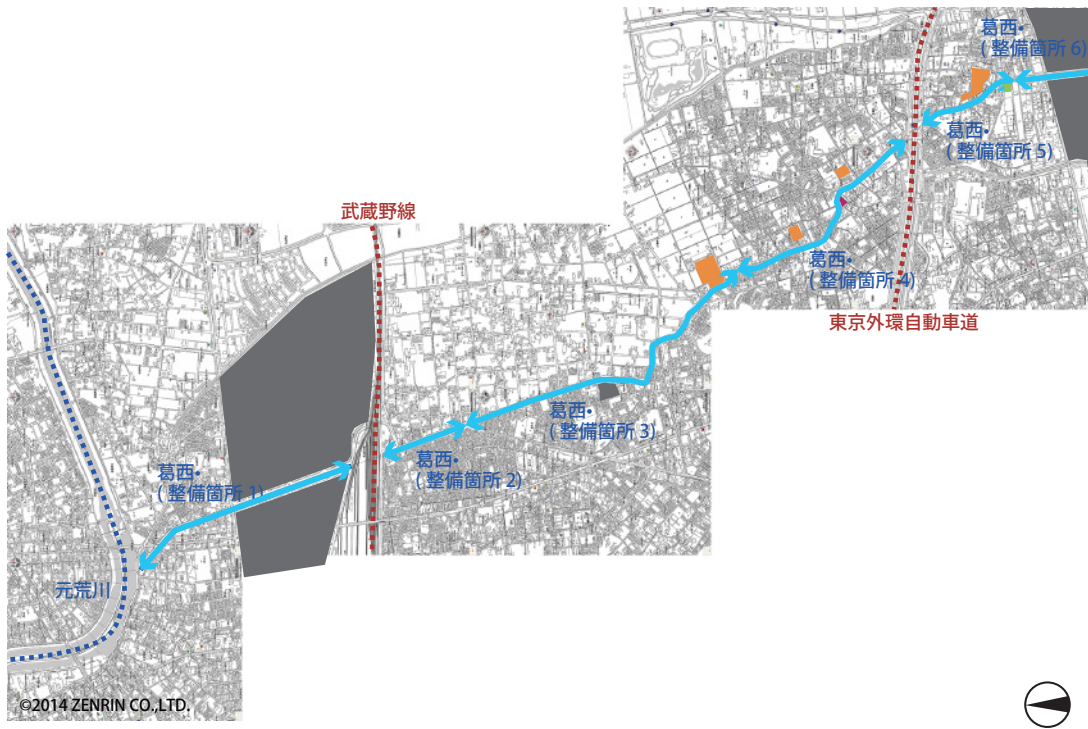 葛西•
( 整備箇所 6)
葛西•
( 整備箇所 5)
武蔵野線
葛西•
( 整備箇所 4)
東京外環自動車道
葛西•
( 整備箇所 3)
葛西•
( 整備箇所 2)
葛西•
( 整備箇所 1)
元荒川
©2014 ZENRIN CO.,LTD.